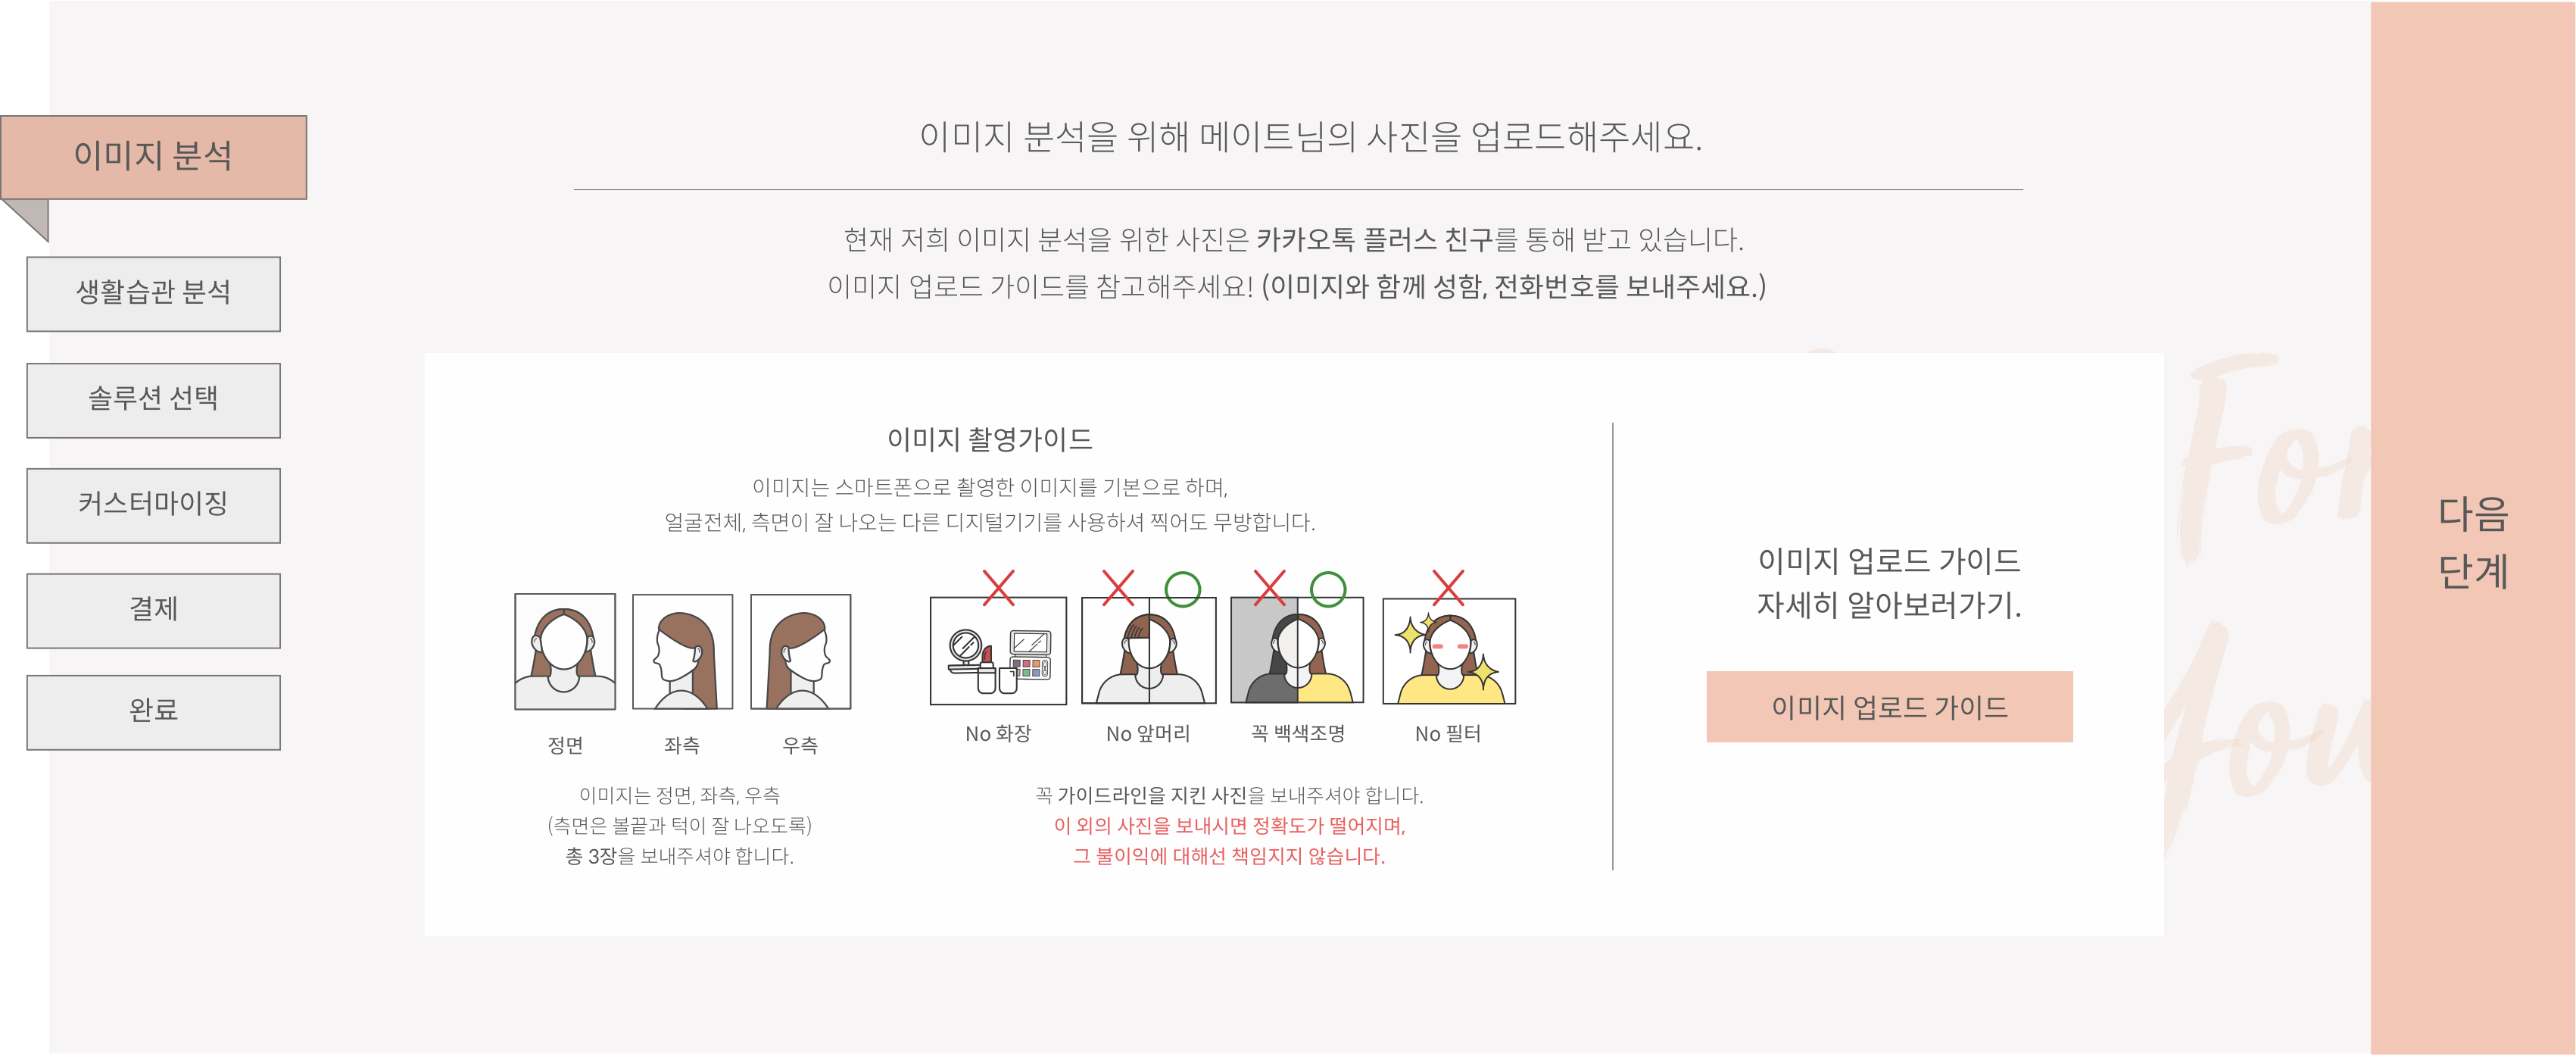 이미지 분석
생활습관 분석
솔루션 선택
커스터마이징
결제
완료
이미지 분석을 위해 메이트님의 사진을 업로드해주세요.
현재 저희 이미지 분석을 위한 사진은 카카오톡 플러스 친구를 통해 받고 있습니다.
이미지 업로드 가이드를 참고해주세요! (이미지와 함께 성함, 전화번호를 보내주세요.)
이미지 촬영가이드
이미지는 스마트폰으로 촬영한 이미지를 기본으로 하며,
얼굴전체, 측면이 잘 나오는 다른 디지털기기를 사용하셔 찍어도 무방합니다.
정면
좌측
우측
이미지는 정면, 좌측, 우측
(측면은 볼끝과 턱이 잘 나오도록)
총 3장을 보내주셔야 합니다.
No 화장
No 앞머리
꼭 백색조명
No 필터
꼭 가이드라인을 지킨 사진을 보내주셔야 합니다.
이 외의 사진을 보내시면 정확도가 떨어지며,
그 불이익에 대해선 책임지지 않습니다.
이미지 업로드 가이드
자세히 알아보러가기.
이미지 업로드 가이드
For
You
다음
단계